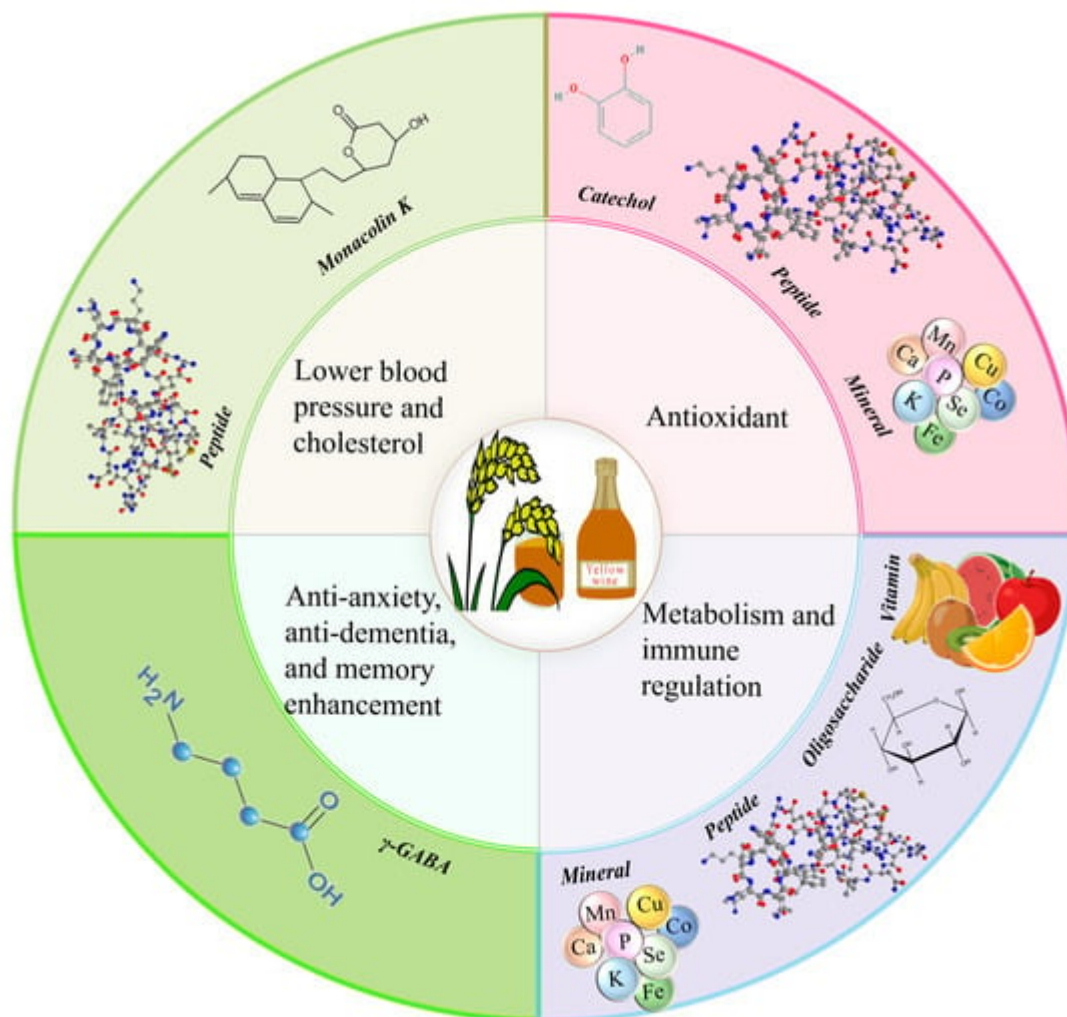 O
O
OH
Monacolin K
Peptide
Lower blood
pressure and
cholesterol
H
O
H
O
Catechol
Peptide
Mineral
Mn
Ca
Cu
P
K
Se
Co
Fe
Antioxidant
Yellow
wine
Anti-anxiety,
anti-dementia,
and memory
enhancement
H₂N
O
OH
γ-GABA
Metabolism and
immune
regulation
Vitamin
Oligosaccharide
CH₂OH
Peptide
Mineral
Mn
Cu
Ca
P
Co
Se
K
Fe